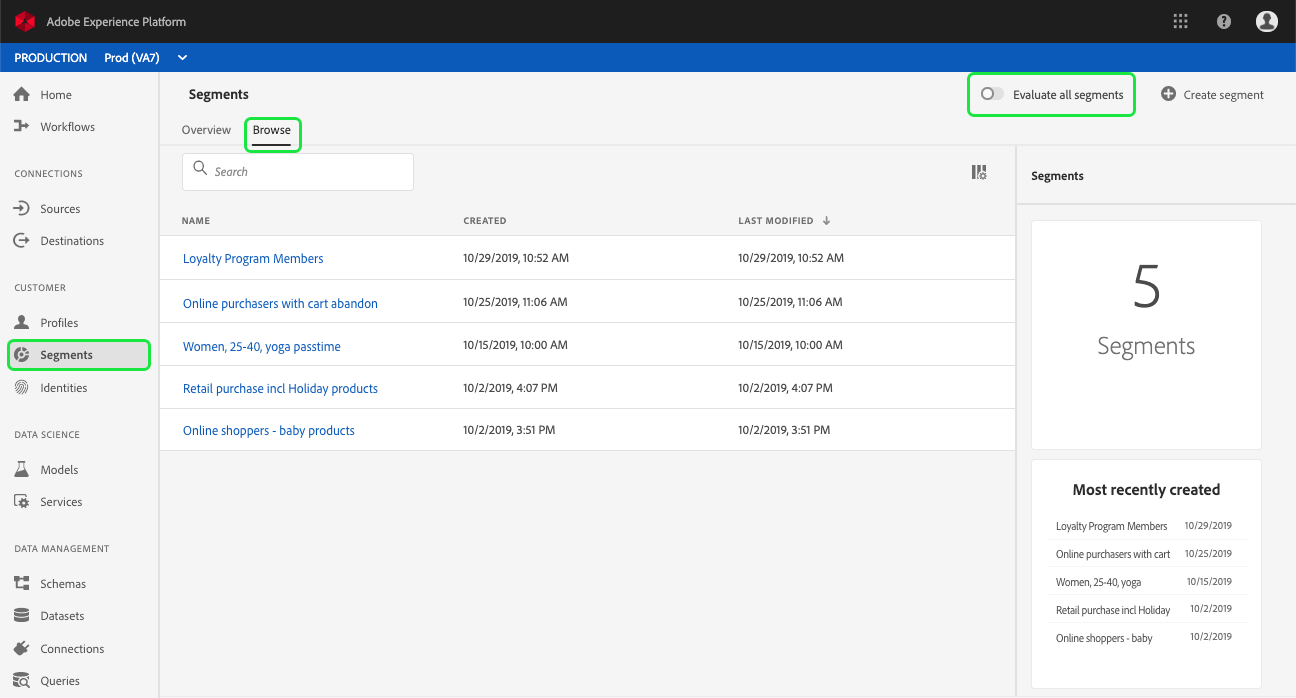 Adobe Experience Platform
PRODUCTION Prod (VA7)
Home
Workflows
CONNECTIONS
Sources
Destinations
CUSTOMER
Profiles
Segments
Identities
DATA SCIENCE
Models
Services
DATA MANAGEMENT
Schemas
Datasets
Connections
Queries
Segments
Evaluate all segments
Create segment
Overview Browse
Search
NAME CREATED LAST MODIFIED
Loyalty Program Members 10/29/2019, 10:52 AM 10/29/2019, 10:52 AM
Online purchasers with cart abandon 10/25/2019, 11:06 AM 10/25/2019, 11:06 AM
Women, 25-40, yoga passtime 10/15/2019, 10:00 AM 10/15/2019, 10:00 AM
Retail purchase incl Holiday products 10/2/2019, 4:07 PM 10/2/2019, 4:07 PM
Online shoppers - baby products 10/2/2019, 3:51 PM 10/2/2019, 3:51 PM
Segments
5
Segments
Most recently created
Loyalty Program Members 10/29/2019
Online purchasers with cart 10/25/2019
Women, 25-40, yoga 10/15/2019
Retail purchase incl Holiday 10/2/2019
Online shoppers - baby 10/2/2019